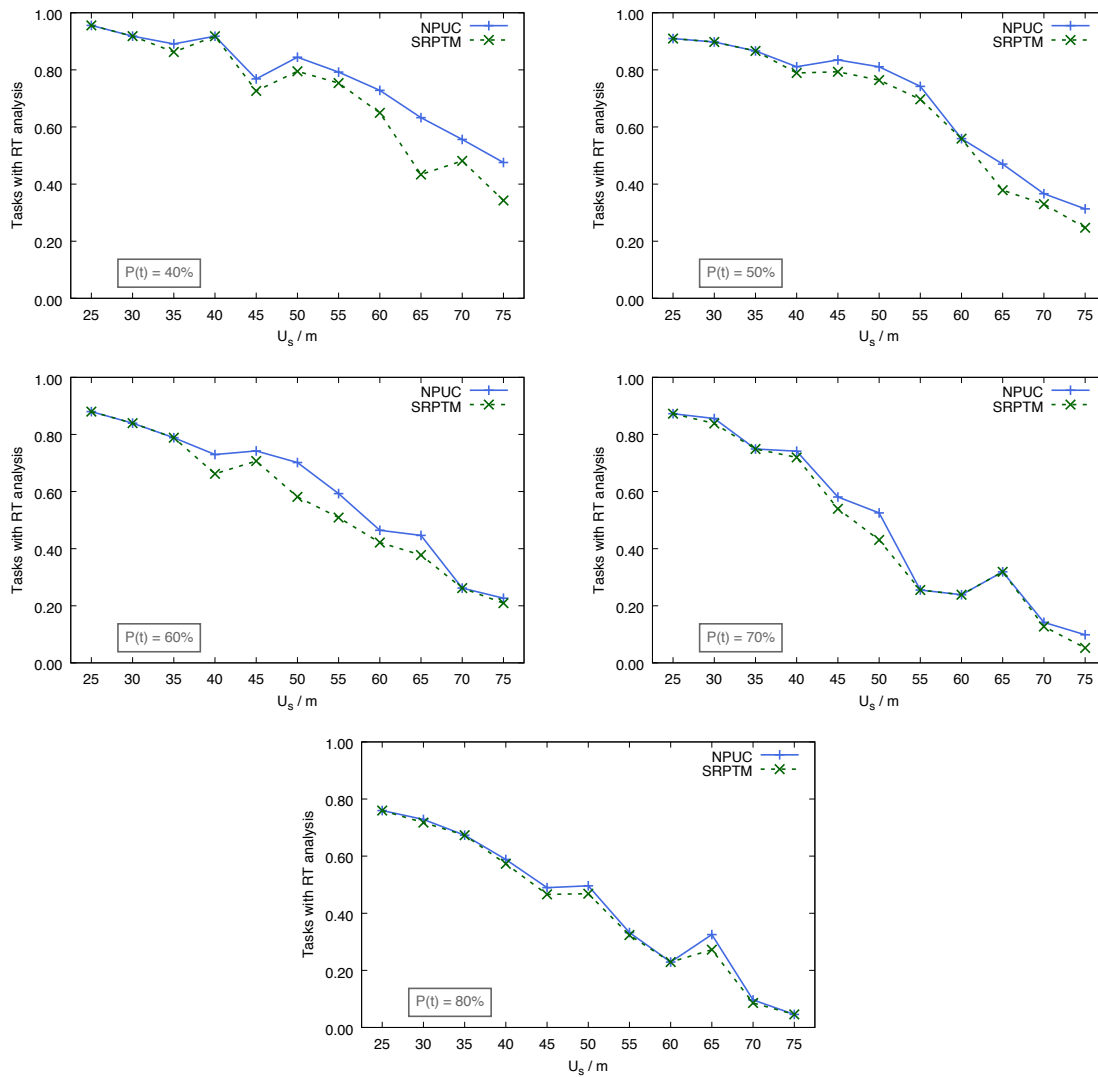 NPUC
SRPTM
1.00
0.80
0.60
0.40
0.20
0.00
Tasks with RT analysis
P(t) = 40%
25 30 35 40 45 50 55 60 65 70 75
U_s / m
NPUC
SRPTM
1.00
0.80
0.60
0.40
0.20
0.00
Tasks with RT analysis
P(t) = 50%
25 30 35 40 45 50 55 60 65 70 75
U_s / m
NPUC
SRPTM
1.00
0.80
0.60
0.40
0.20
0.00
Tasks with RT analysis
P(t) = 60%
25 30 35 40 45 50 55 60 65 70 75
U_s / m
NPUC
SRPTM
1.00
0.80
0.60
0.40
0.20
0.00
Tasks with RT analysis
P(t) = 70%
25 30 35 40 45 50 55 60 65 70 75
U_s / m
NPUC
SRPTM
1.00
0.80
0.60
0.40
0.20
0.00
Tasks with RT analysis
P(t) = 80%
25 30 35 40 45 50 55 60 65 70 75
U_s / m